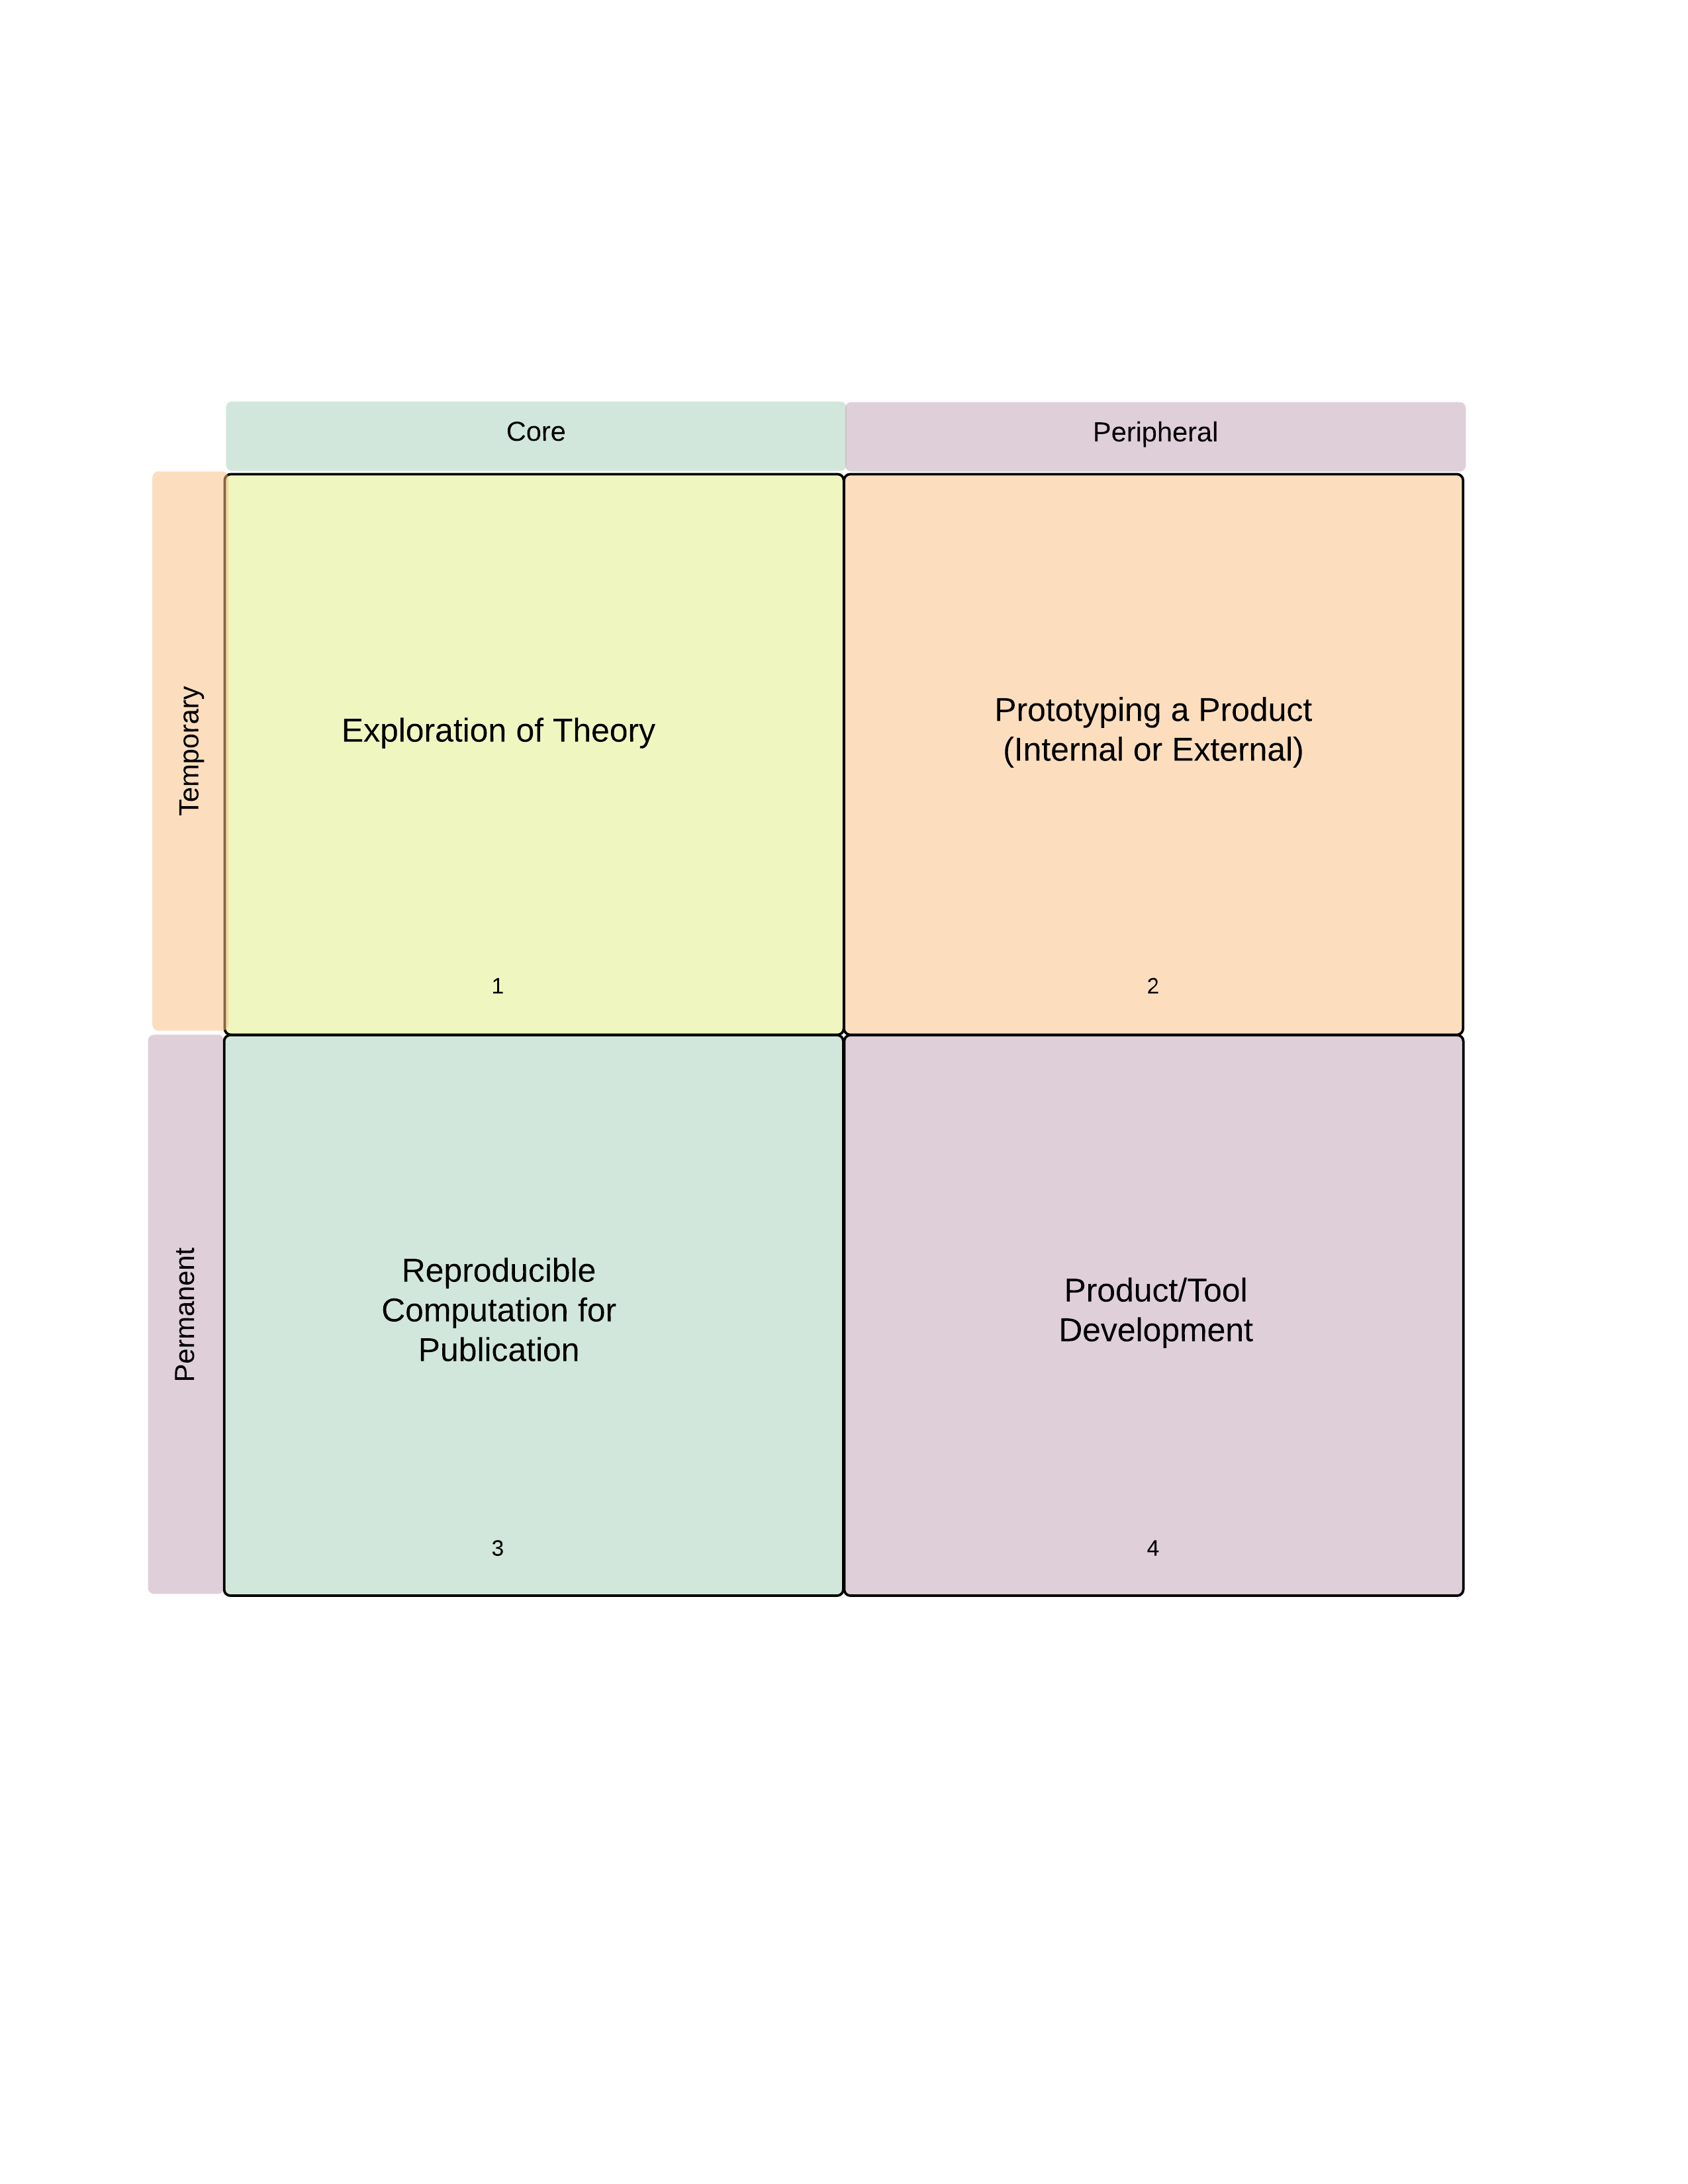 Core
Peripheral
Temporary
Exploration of Theory
1
Prototyping a Product
(Internal or External)
2
Permanent
Reproducible
Computation for
Publication
3
Product/Tool
Development
4